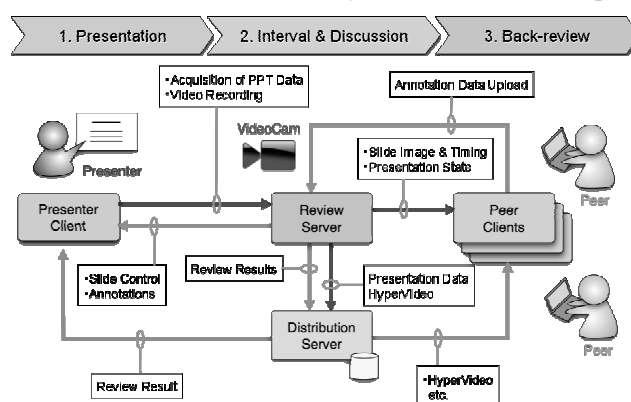 1. Presentation
2. Interval & Discussion
3. Back-review
•Acquisition of PPT Data
•Video Recording
Annotation Data Upload
VideoCam
•Slide Image & Timing
•Presentation State
Presenter
Peer
Presenter
Client
Review
Server
Peer
Clients
•Slide Control
•Annotations
Review Results
Presentation Data
HyperVideo
Distribution
Server
Peer
Review Result
•HyperVideo
etc.